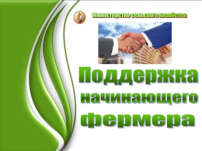 Министерство сельского хозяйства
Поддержка
начинающего
фермера